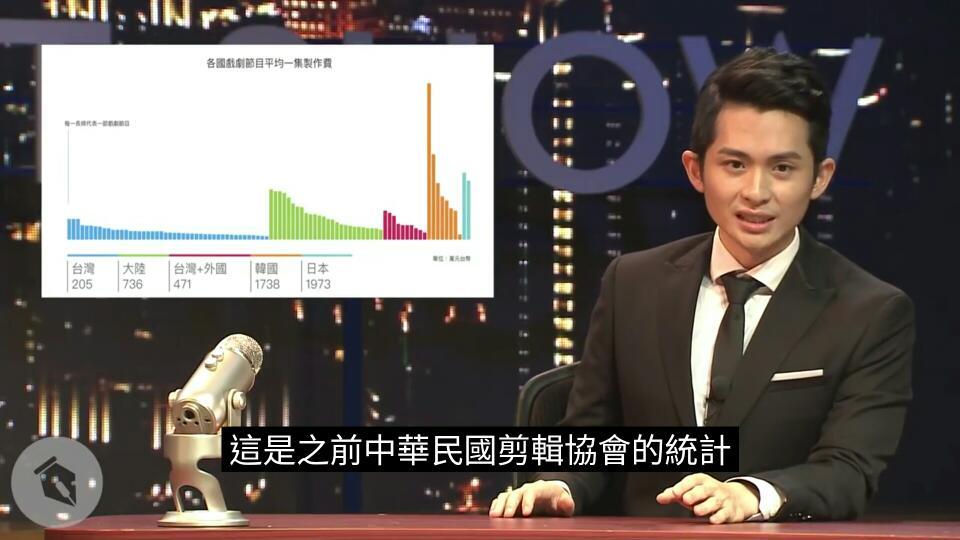 SHOW
各國戲劇節目平均一集製作費
每一長條代表一部戲劇節目
單位：萬元台幣
台灣 大陸 台灣+外國 韓國 日本
205 736 471 1738 1973
這是之前中華民國剪輯協會的統計